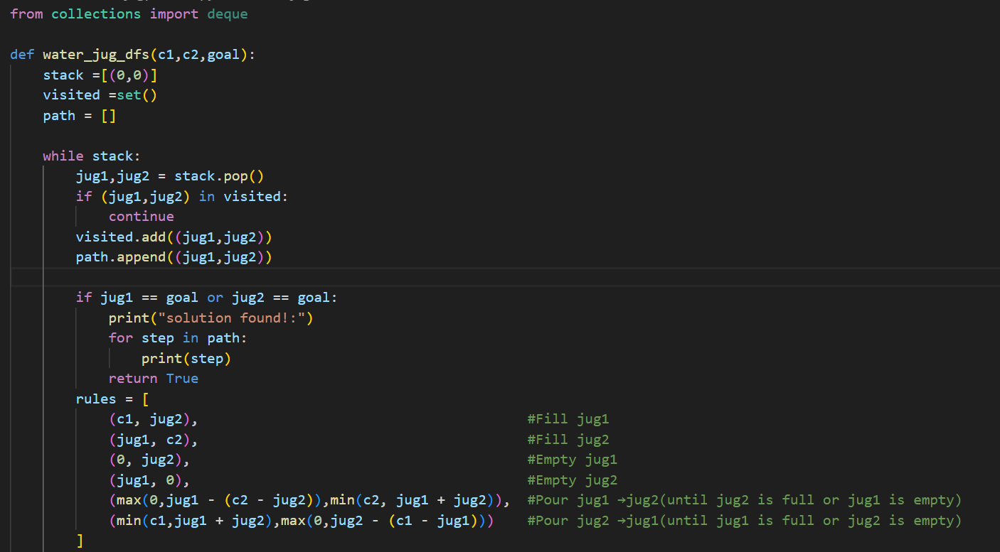 from collections import deque
def water_jug_dfs(c1,c2,goal):
stack =[(0,0)]
visited =set()
path = []
while stack:
jug1,jug2 = stack.pop()
if (jug1,jug2) in visited:
continue
visited.add((jug1,jug2))
path.append((jug1,jug2))
if jug1 == goal or jug2 == goal:
print("solution found!:")
for step in path:
print(step)
return True
rules = [
(c1, jug2), #Fill jug1
(jug1, c2), #Fill jug2
(0, jug2), #Empty jug1
(jug1, 0), #Empty jug2
(max(0,jug1 - (c2 - jug2)),min(c2, jug1 + jug2)), #Pour jug1 →jug2(until jug2 is full or jug1 is empty)
(min(c1,jug1 + jug2),max(0,jug2 - (c1 - jug1))) #Pour jug2 →jug1(until jug1 is full or jug2 is empty)
]